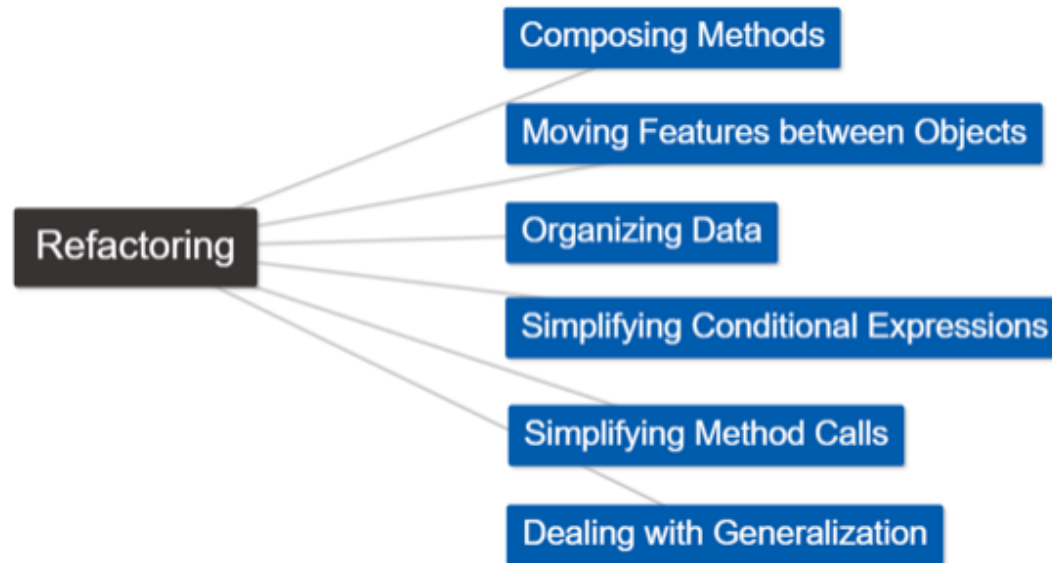 Composing Methods
Moving Features between Objects
Refactoring
Organizing Data
Simplifying Conditional Expressions
Simplifying Method Calls
Dealing with Generalization